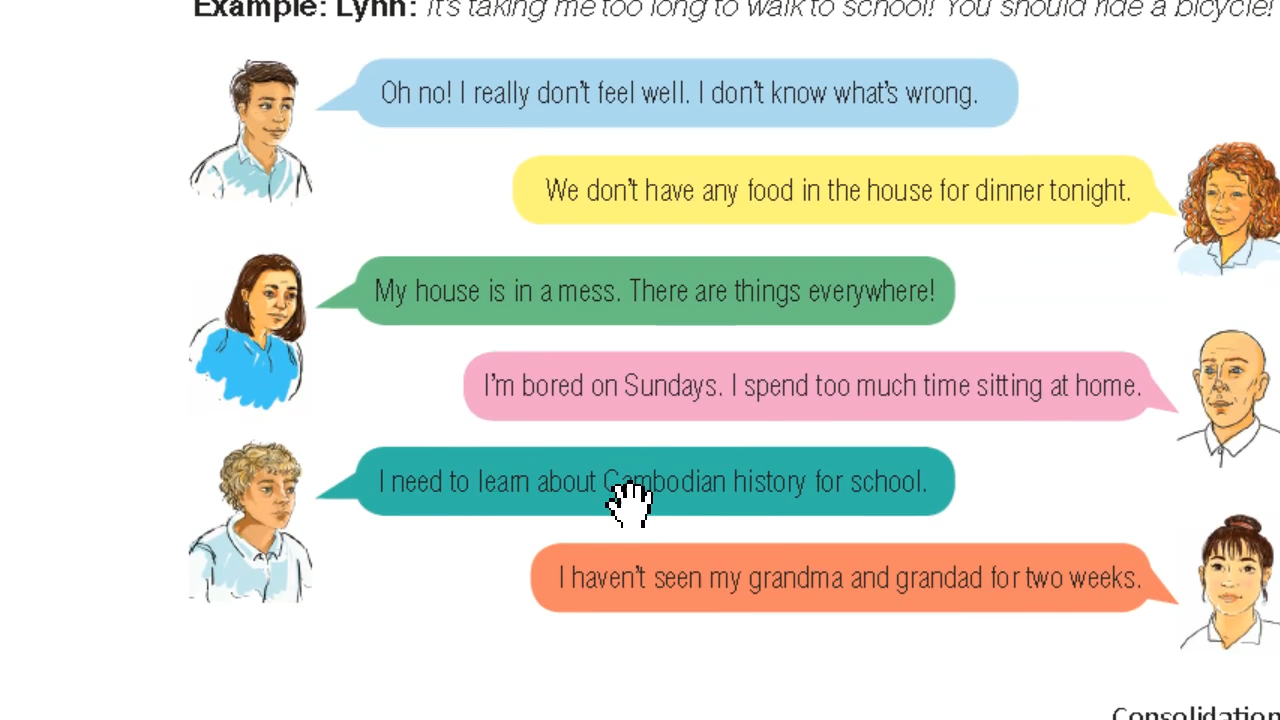 Example: Lynn: It's taking me too long to walk to school! You should ride a bicycle!
Oh no! I really don't feel well. I don't know what's wrong.
We don't have any food in the house for dinner tonight.
My house is in a mess. There are things everywhere!
I'm bored on Sundays. I spend too much time sitting at home.
I need to learn about Cambodian history for school.
I haven't seen my grandma and grandad for two weeks.
Consolidation